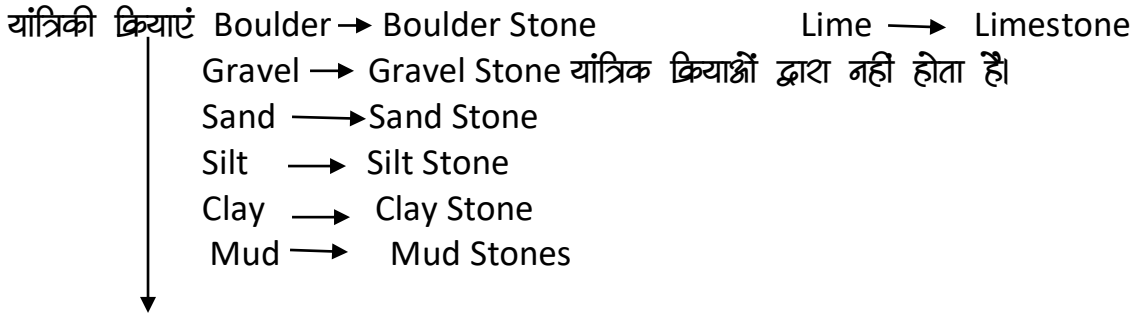 यांत्रिकी क्रियाएं Boulder → Boulder Stone Lime → Limestone
Gravel → Gravel Stone यांत्रिक क्रियाओं द्वारा नहीं होता है।
Sand → Sand Stone
Silt → Silt Stone
Clay → Clay Stone
Mud → Mud Stones